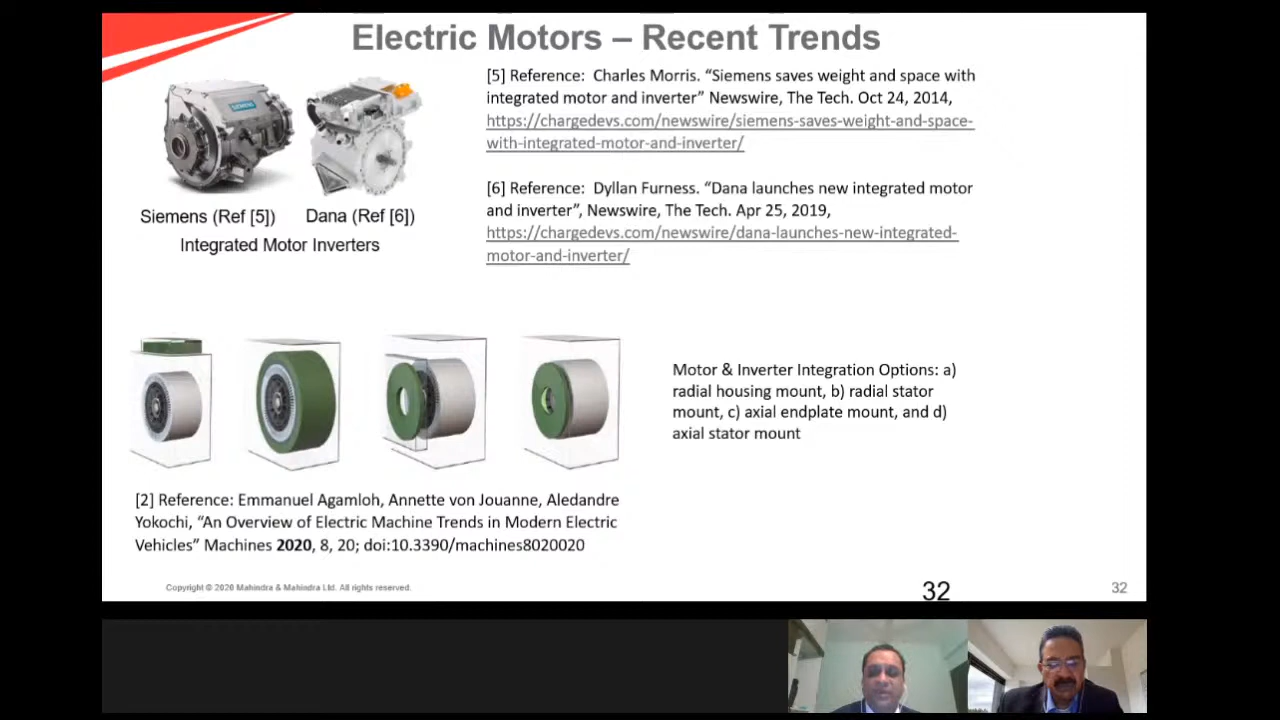 Electric Motors – Recent Trends
SIEMENS
Siemens (Ref [5])
Dana (Ref [6])
Integrated Motor Inverters
[5] Reference: Charles Morris. “Siemens saves weight and space with
integrated motor and inverter” Newswire, The Tech. Oct 24, 2014,
https://chargedevs.com/newswire/siemens-saves-weight-and-space-
with-integrated-motor-and-inverter/
[6] Reference: Dyllan Furness. “Dana launches new integrated motor
and inverter”, Newswire, The Tech. Apr 25, 2019,
https://chargedevs.com/newswire/dana-launches-new-integrated-
motor-and-inverter/
Motor & Inverter Integration Options: a)
radial housing mount, b) radial stator
mount, c) axial endplate mount, and d)
axial stator mount
[2] Reference: Emmanuel Agamloh, Annette von Jouanne, Aledandre
Yokochi, “An Overview of Electric Machine Trends in Modern Electric
Vehicles” Machines 2020, 8, 20; doi:10.3390/machines8020020
Copyright © 2020 Mahindra & Mahindra Ltd. All rights reserved.
32
32